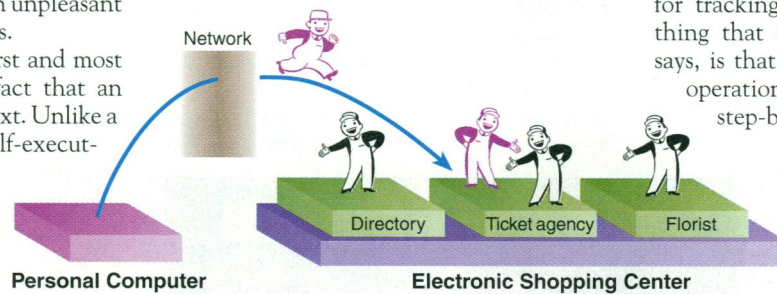 n unpleasant
s.
rst and most
fact that an
xt. Unlike a
lf-execut-
Network
for tracking
thing that
says, is that
operation
step-b
Directory
Ticket agency
Florist
Personal Computer
Electronic Shopping Center